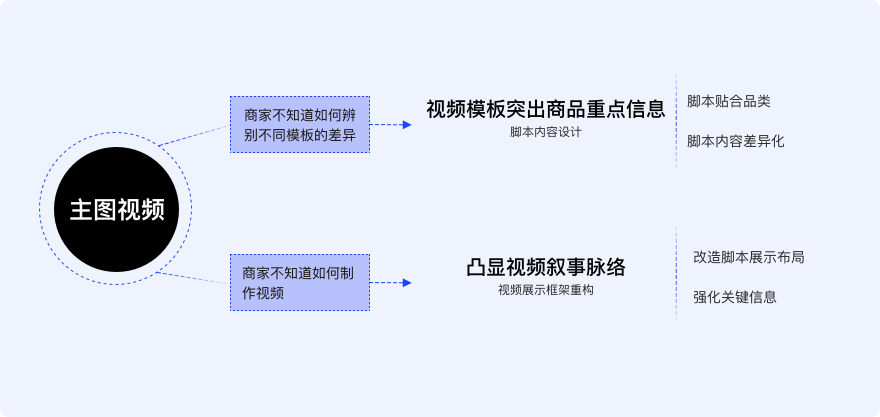 主图视频
商家不知道如何辨
别不同模板的差异
视频模板突出商品重点信息
脚本内容设计
脚本贴合品类
脚本内容差异化
商家不知道如何制
作视频
凸显视频叙事脉络
视频展示框架重构
改造脚本展示布局
强化关键信息